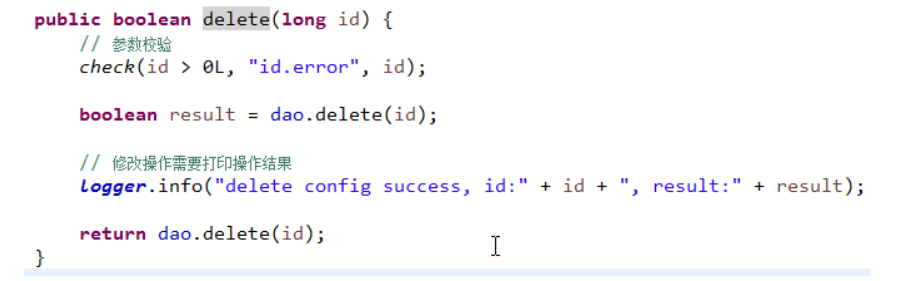 public boolean delete(long id) {
// 参数校验
check(id > 0L, "id.error", id);
boolean result = dao.delete(id);
// 修改操作需要打印操作结果
logger.info("delete config success, id:" + id + ", result:" + result);
return dao.delete(id);
}